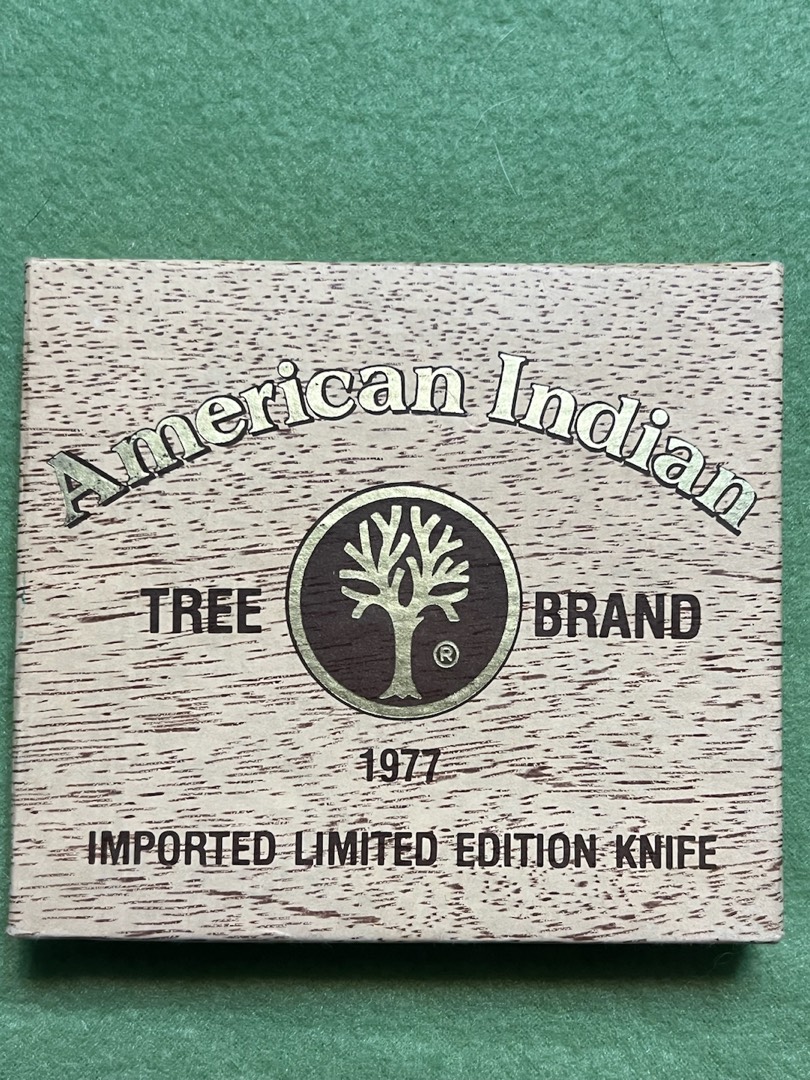 American Indian
TREE BRAND
®
1977
IMPORTED LIMITED EDITION KNIFE